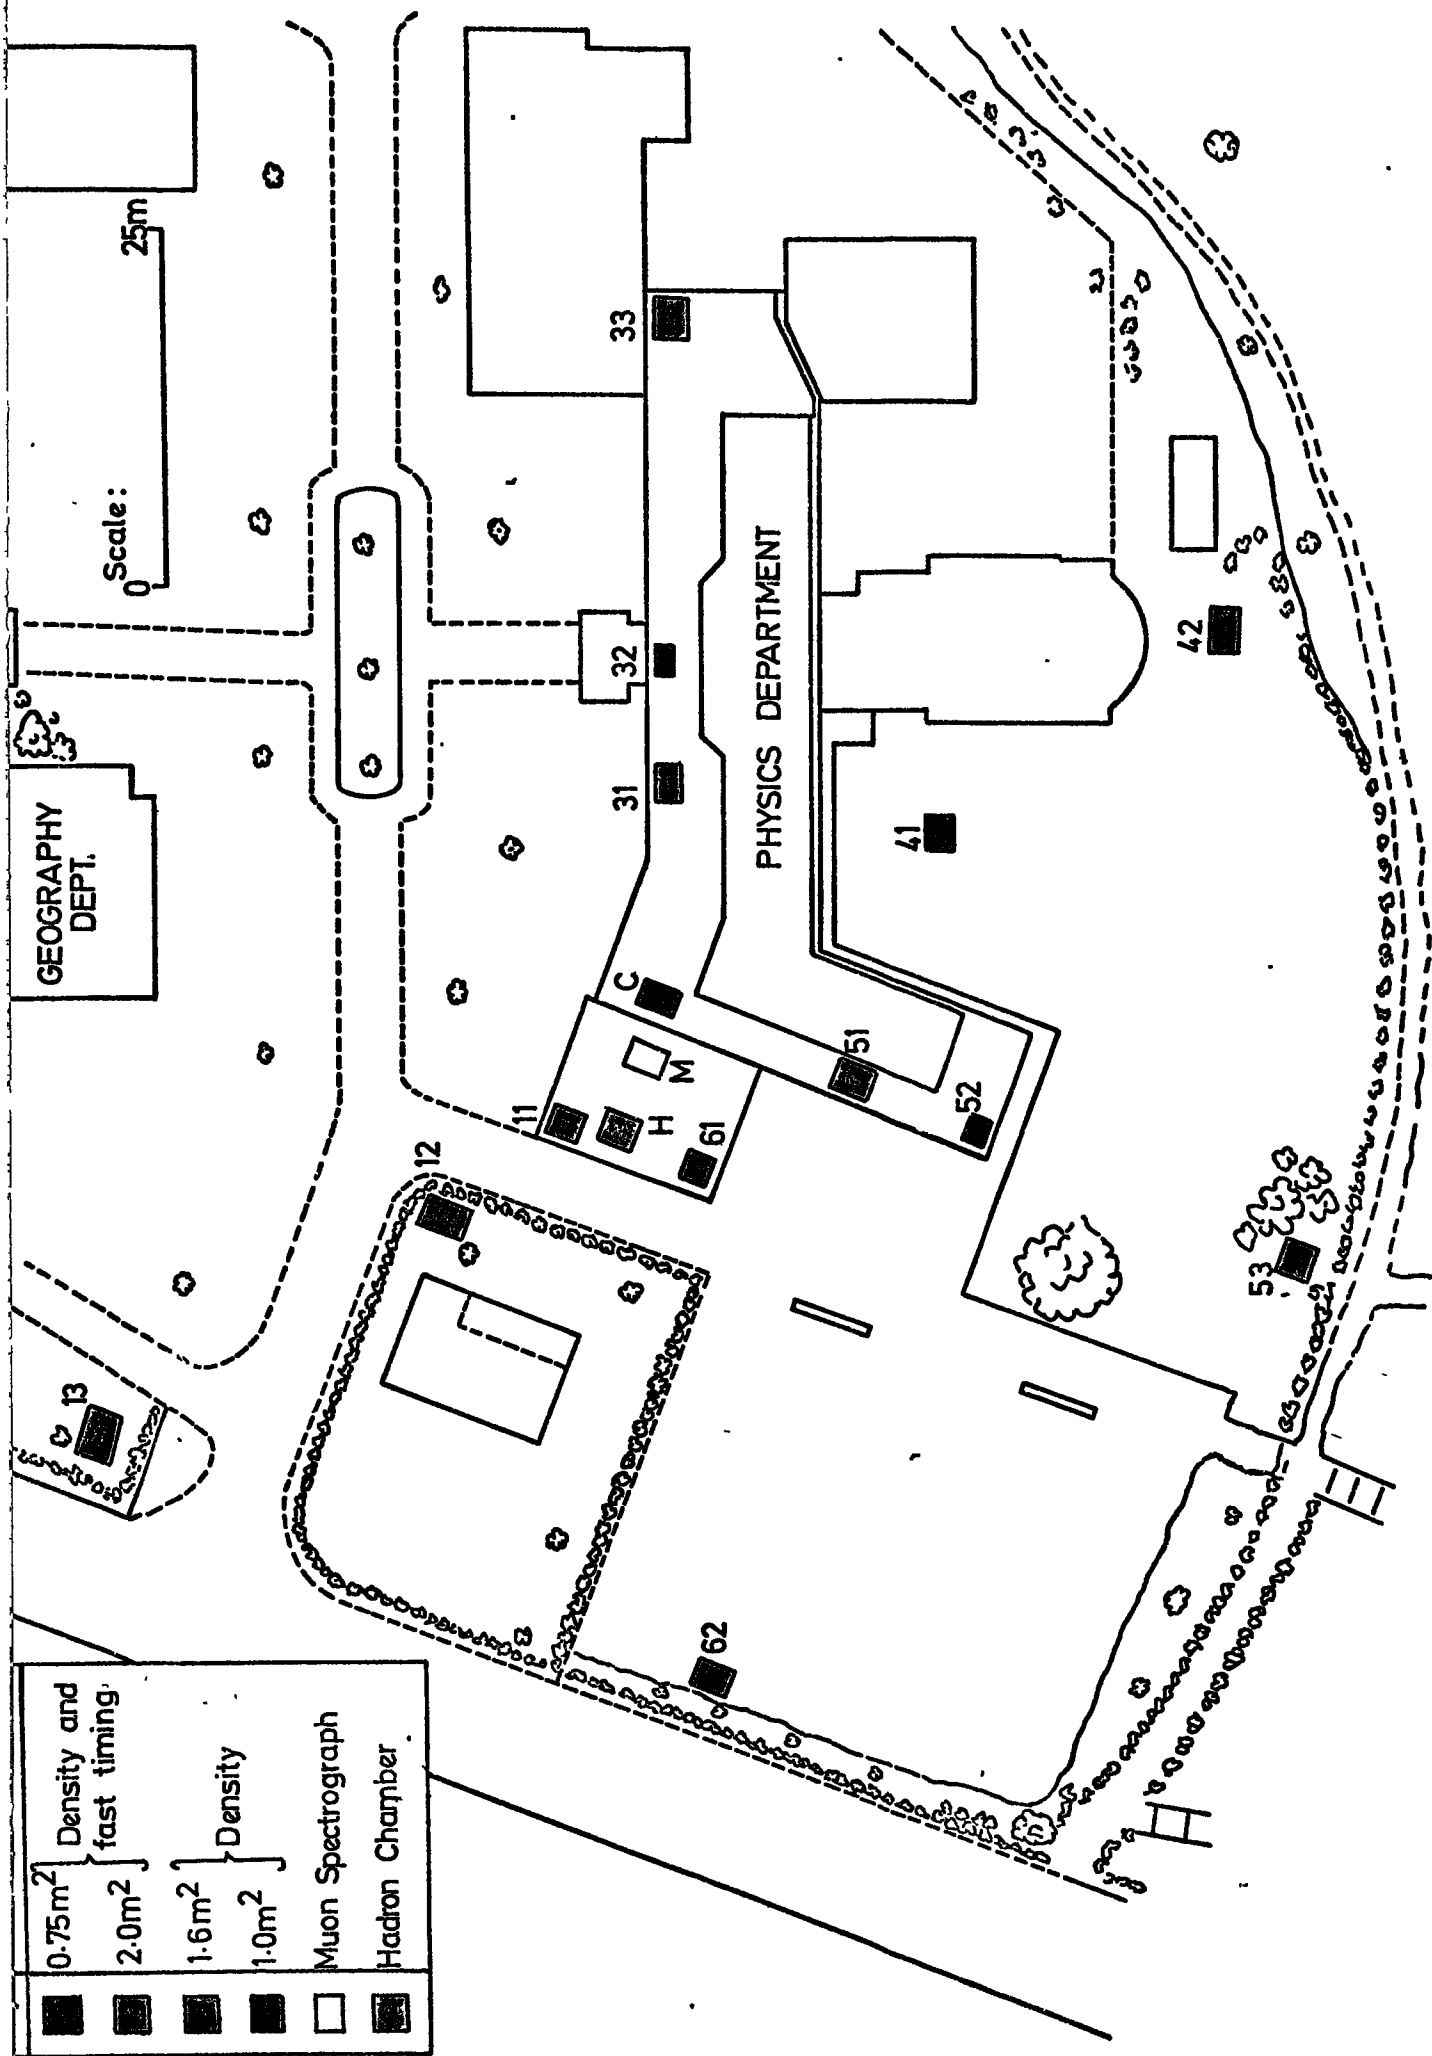 0·75m²
Density and
fast timing
2.0m²
1·6m²
Density
1·0m²
Muon Spectrograph
Hadron Chamber
GEOGRAPHY
DEPT.
Scale:
0
25m
PHYSICS DEPARTMENT
13
12
11
H
M
C
61
62
31
32
33
51
52
53
41
42